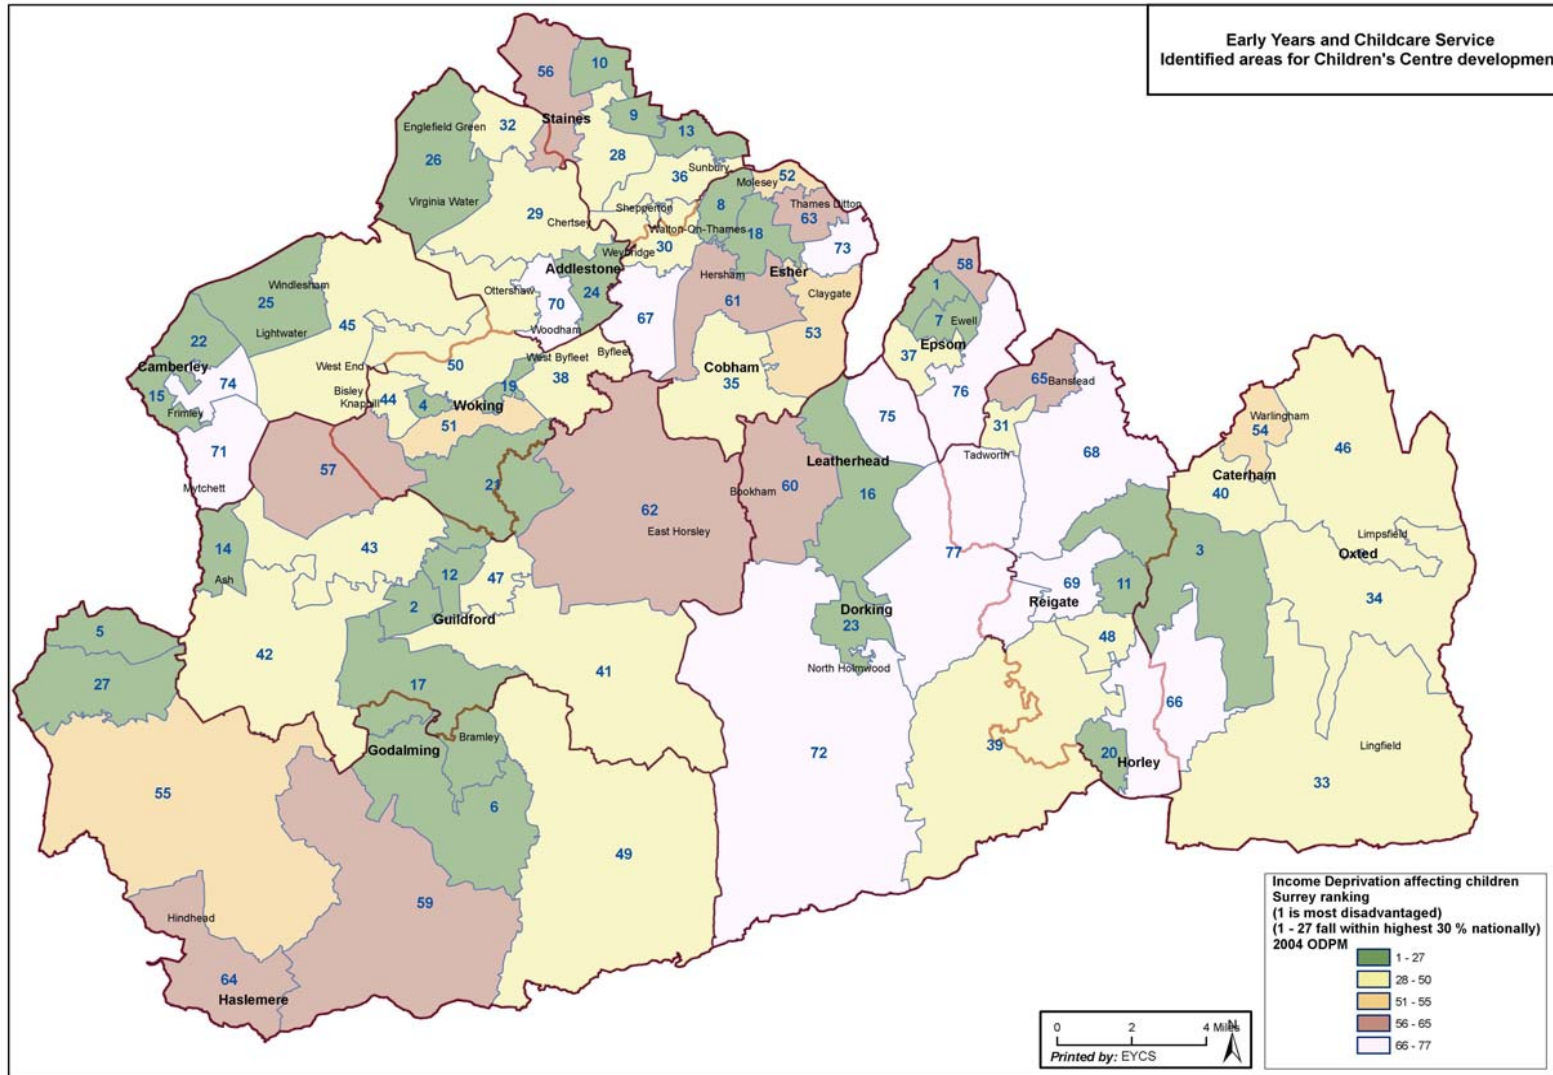 Early Years and Childcare Service
Identified areas for Children's Centre developmen
56
10
Staines
9
Englefield Green
32
13
26
28
Sunbury
36
52
Molesey
Virginia Water
8
Thames Ditton
29
Shepperton
63
Chertsey
Walton-On-Thames
18
Weybridge
30
73
58
Addlestone
Esher
Hersham
Windlesham
1
Ottershaw
24
Claygate
25
70
61
67
7
Ewell
45
Woodham
53
Lightwater
Epsom
22
37
West Byfleet
Byfleet
Camberley
West End
50
Cobham
38
35
74
19
65
Banslead
15
Bisley
44
4
Woking
76
Frimley
Knaphill
75
Warlingham
51
31
54
71
46
68
Tadworth
57
Leatherhead
Caterham
21
60
Mytchett
Bookham
16
40
62
East Horsley
Limpsfield
14
43
3
Oxted
77
Ash
12
47
69
11
34
2
Reigate
Dorking
Guildford
23
5
48
42
North Holmwood
41
27
17
66
Bramley
Godalming
39
Lingfield
72
20
Horley
33
55
6
49
59
Hindhead
64
Haslemere
Income Deprivation affecting children
Surrey ranking
(1 is most disadvantaged)
(1 - 27 fall within highest 30 % nationally)
2004 ODPM
1 - 27
28 - 50
51 - 55
56 - 65
66 - 77
0 2 4 Miles
N
Printed by: EYCS